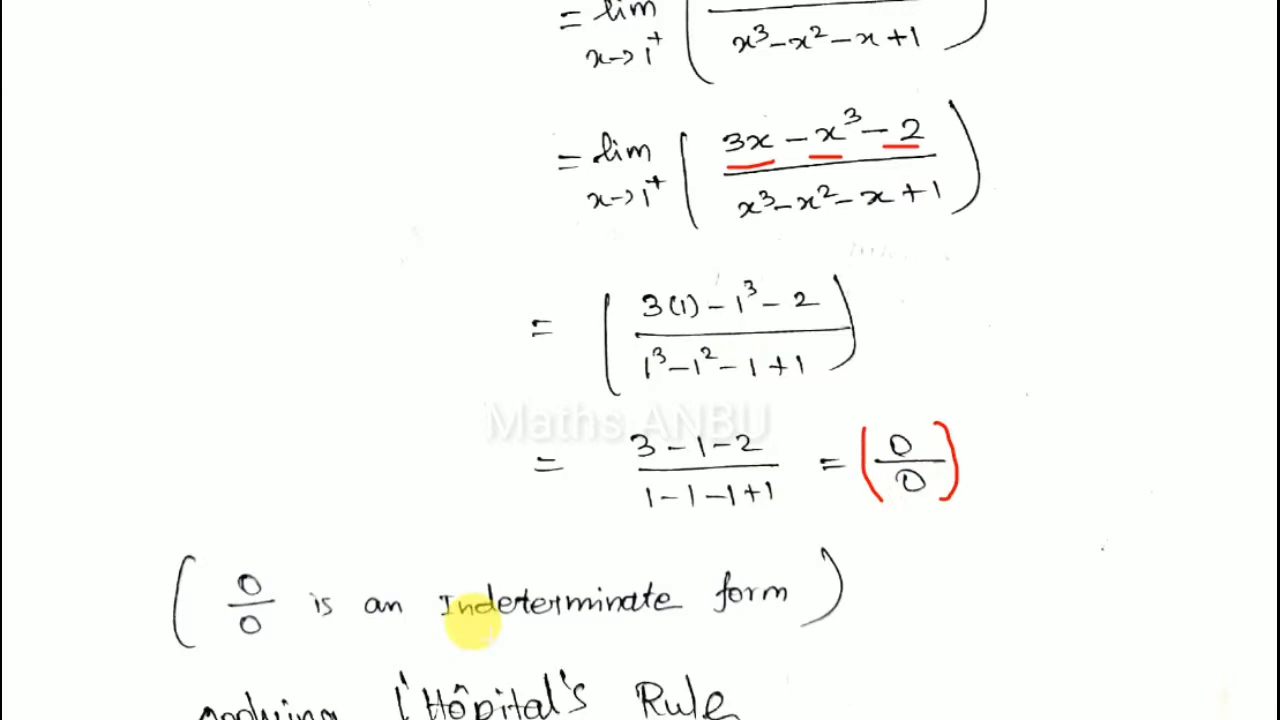 = lim x→1⁺ ( / x³-x²-x+1 )
= lim x→1⁺ ( 3x - x³ - 2 / x³-x²-x+1 )
= ( 3(1) - 1³ - 2 / 1³-1²-1+1 )
Maths ANBU
= 3-1-2 / 1-1-1+1 = ( 0 / 0 )
( 0 / 0 is an Indeterminate form )
applying l'Hôpital's Rule